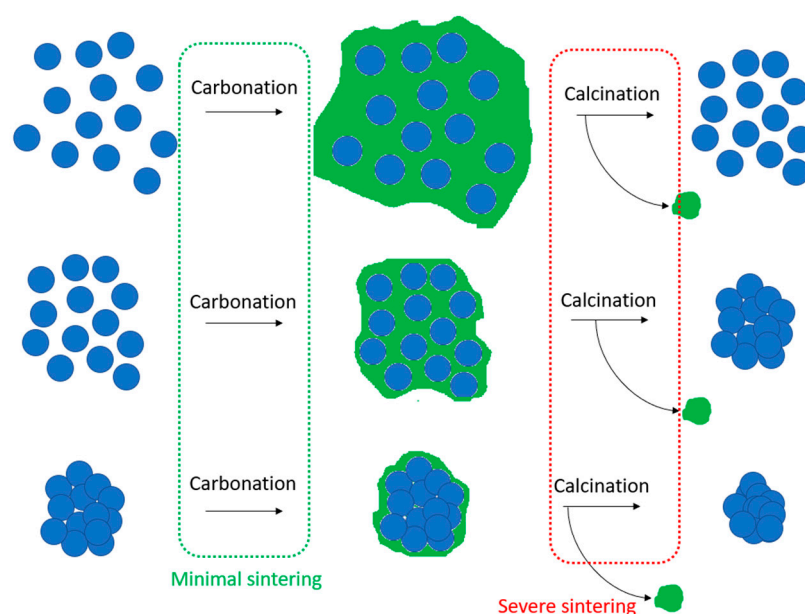 Carbonation
Calcination
Carbonation
Calcination
Carbonation
Calcination
Minimal sintering
Severe sintering